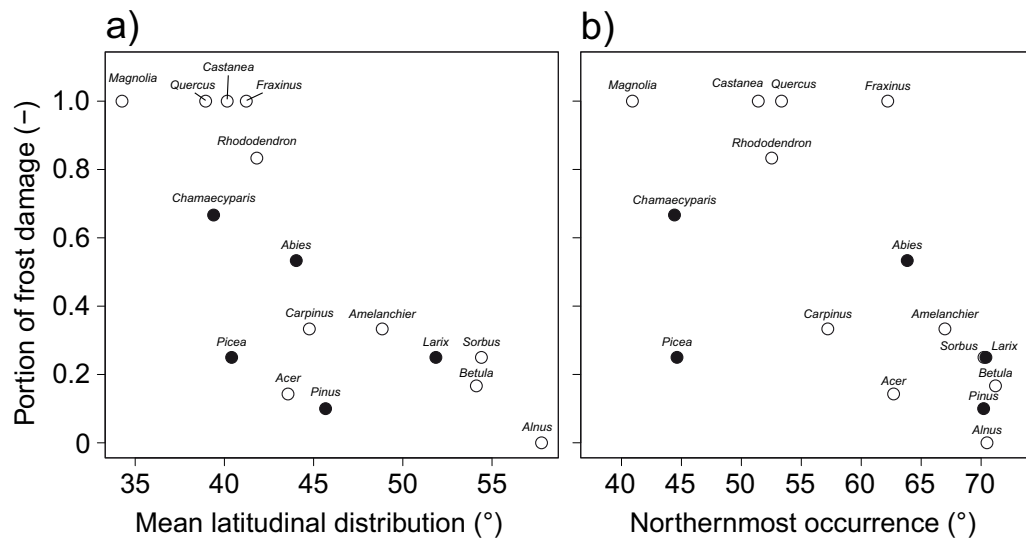 a)
Magnolia
Castanea
Quercus
Fraxinus
Rhododendron
Chamaecyparis
Abies
Carpinus
Amelanchier
Picea
Larix
Sorbus
Betula
Acer
Pinus
Alnus
Portion of frost damage (−)
1.0
0.8
0.6
0.4
0.2
0
35 40 45 50 55
Mean latitudinal distribution (°)
b)
Magnolia
Castanea Quercus
Fraxinus
Rhododendron
Chamaecyparis
Abies
Carpinus
Amelanchier
Picea
Sorbus Larix
Betula
Acer
Pinus
Alnus
40 45 50 55 60 65 70
Northernmost occurrence (°)